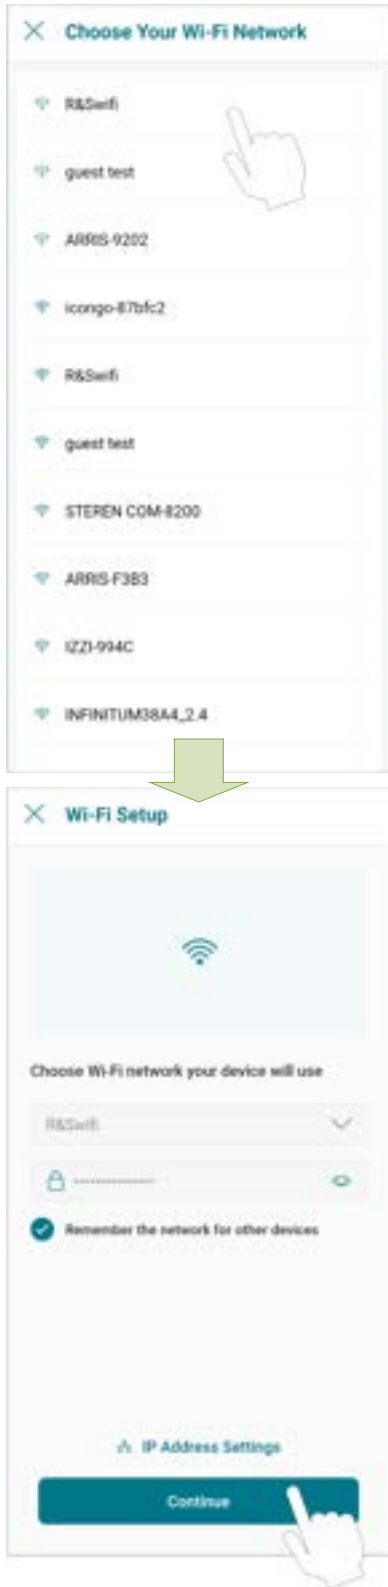 Choose Your Wi-Fi Network
R&Swifi
guest test
ARRIS-9202
icongo-87bfc2
R&Swifi
guest test
STEREN COM-8200
ARRIS-F3B3
IZZI-994C
INFINITUM38A4_2.4
Wi-Fi Setup
Choose Wi-Fi network your device will use
R&Swifi
Remember the network for other devices
IP Address Settings
Continue